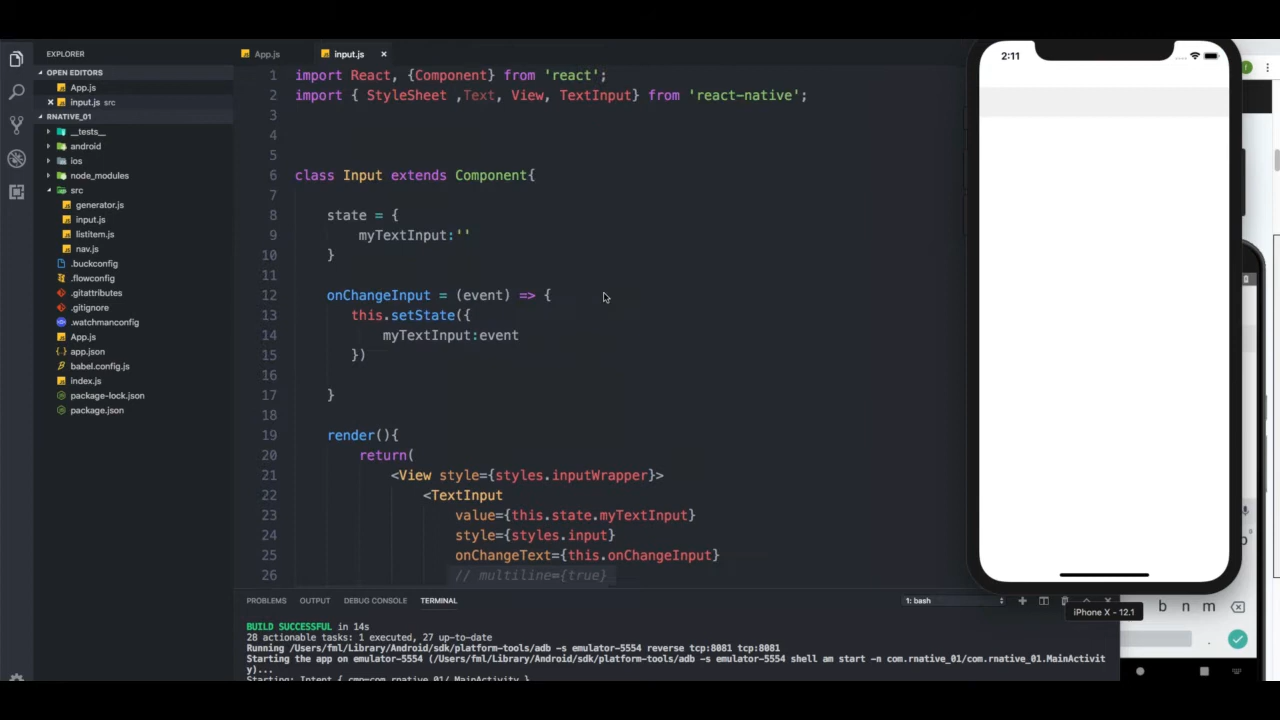 EXPLORER
OPEN EDITORS
App.js
input.js src
RNATIVE_01
__tests__
android
ios
node_modules
src
generator.js
input.js
listitem.js
nav.js
.buckconfig
.flowconfig
.gitattributes
.gitignore
.watchmanconfig
App.js
app.json
babel.config.js
index.js
package-lock.json
package.json
App.js
input.js
1 import React, {Component} from 'react';
2 import { StyleSheet ,Text, View, TextInput} from 'react-native';
3
4
5
6 class Input extends Component{
7
8 state = {
9 myTextInput:''
10 }
11
12 onChangeInput = (event) => {
13 this.setState({
14 myTextInput:event
15 })
16
17 }
18
19 render(){
20 return(
21 <View style={styles.inputWrapper}>
22 <TextInput
23 value={this.state.myTextInput}
24 style={styles.input}
25 onChangeText={this.onChangeInput}
26 // multiline={true}
PROBLEMS OUTPUT DEBUG CONSOLE TERMINAL
1: bash
BUILD SUCCESSFUL in 14s
28 actionable tasks: 1 executed, 27 up-to-date
Running /Users/fml/Library/Android/sdk/platform-tools/adb -s emulator-5554 reverse tcp:8081 tcp:8081
Starting the app on emulator-5554 (/Users/fml/Library/Android/sdk/platform-tools/adb -s emulator-5554 shell am start -n com.rnative_01/com.rnative_01.MainActivit
y)...
Starting: Intent { cmp=com.rnative_01/.MainActivity }
2:11
iPhone X - 12.1
b n m
.